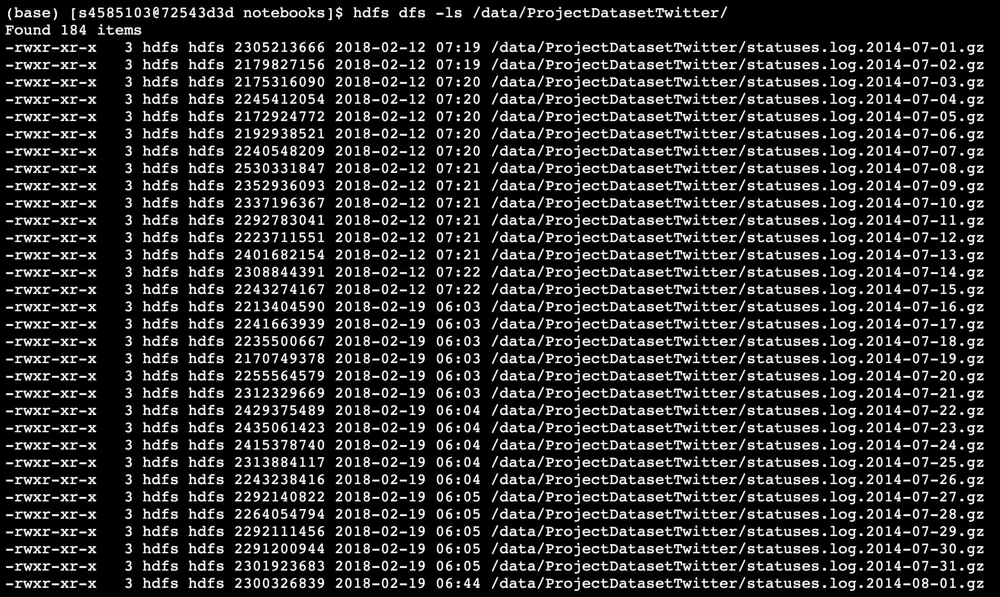 (base) [s4585103@72543d3d notebooks]$ hdfs dfs -ls /data/ProjectDatasetTwitter/
Found 184 items
-rwxr-xr-x   3 hdfs hdfs 2305213666 2018-02-12 07:19 /data/ProjectDatasetTwitter/statuses.log.2014-07-01.gz
-rwxr-xr-x   3 hdfs hdfs 2179827156 2018-02-12 07:19 /data/ProjectDatasetTwitter/statuses.log.2014-07-02.gz
-rwxr-xr-x   3 hdfs hdfs 2175316090 2018-02-12 07:20 /data/ProjectDatasetTwitter/statuses.log.2014-07-03.gz
-rwxr-xr-x   3 hdfs hdfs 2245412054 2018-02-12 07:20 /data/ProjectDatasetTwitter/statuses.log.2014-07-04.gz
-rwxr-xr-x   3 hdfs hdfs 2172924772 2018-02-12 07:20 /data/ProjectDatasetTwitter/statuses.log.2014-07-05.gz
-rwxr-xr-x   3 hdfs hdfs 2192938521 2018-02-12 07:20 /data/ProjectDatasetTwitter/statuses.log.2014-07-06.gz
-rwxr-xr-x   3 hdfs hdfs 2240548209 2018-02-12 07:20 /data/ProjectDatasetTwitter/statuses.log.2014-07-07.gz
-rwxr-xr-x   3 hdfs hdfs 2530331847 2018-02-12 07:21 /data/ProjectDatasetTwitter/statuses.log.2014-07-08.gz
-rwxr-xr-x   3 hdfs hdfs 2352936093 2018-02-12 07:21 /data/ProjectDatasetTwitter/statuses.log.2014-07-09.gz
-rwxr-xr-x   3 hdfs hdfs 2337196367 2018-02-12 07:21 /data/ProjectDatasetTwitter/statuses.log.2014-07-10.gz
-rwxr-xr-x   3 hdfs hdfs 2292783041 2018-02-12 07:21 /data/ProjectDatasetTwitter/statuses.log.2014-07-11.gz
-rwxr-xr-x   3 hdfs hdfs 2223711551 2018-02-12 07:21 /data/ProjectDatasetTwitter/statuses.log.2014-07-12.gz
-rwxr-xr-x   3 hdfs hdfs 2401682154 2018-02-12 07:21 /data/ProjectDatasetTwitter/statuses.log.2014-07-13.gz
-rwxr-xr-x   3 hdfs hdfs 2308844391 2018-02-12 07:22 /data/ProjectDatasetTwitter/statuses.log.2014-07-14.gz
-rwxr-xr-x   3 hdfs hdfs 2243274167 2018-02-12 07:22 /data/ProjectDatasetTwitter/statuses.log.2014-07-15.gz
-rwxr-xr-x   3 hdfs hdfs 2213404590 2018-02-19 06:03 /data/ProjectDatasetTwitter/statuses.log.2014-07-16.gz
-rwxr-xr-x   3 hdfs hdfs 2241663939 2018-02-19 06:03 /data/ProjectDatasetTwitter/statuses.log.2014-07-17.gz
-rwxr-xr-x   3 hdfs hdfs 2235500667 2018-02-19 06:03 /data/ProjectDatasetTwitter/statuses.log.2014-07-18.gz
-rwxr-xr-x   3 hdfs hdfs 2170749378 2018-02-19 06:03 /data/ProjectDatasetTwitter/statuses.log.2014-07-19.gz
-rwxr-xr-x   3 hdfs hdfs 2255564579 2018-02-19 06:03 /data/ProjectDatasetTwitter/statuses.log.2014-07-20.gz
-rwxr-xr-x   3 hdfs hdfs 2312329669 2018-02-19 06:03 /data/ProjectDatasetTwitter/statuses.log.2014-07-21.gz
-rwxr-xr-x   3 hdfs hdfs 2429375489 2018-02-19 06:04 /data/ProjectDatasetTwitter/statuses.log.2014-07-22.gz
-rwxr-xr-x   3 hdfs hdfs 2435061423 2018-02-19 06:04 /data/ProjectDatasetTwitter/statuses.log.2014-07-23.gz
-rwxr-xr-x   3 hdfs hdfs 2415378740 2018-02-19 06:04 /data/ProjectDatasetTwitter/statuses.log.2014-07-24.gz
-rwxr-xr-x   3 hdfs hdfs 2313884117 2018-02-19 06:04 /data/ProjectDatasetTwitter/statuses.log.2014-07-25.gz
-rwxr-xr-x   3 hdfs hdfs 2243238416 2018-02-19 06:04 /data/ProjectDatasetTwitter/statuses.log.2014-07-26.gz
-rwxr-xr-x   3 hdfs hdfs 2292140822 2018-02-19 06:05 /data/ProjectDatasetTwitter/statuses.log.2014-07-27.gz
-rwxr-xr-x   3 hdfs hdfs 2264054794 2018-02-19 06:05 /data/ProjectDatasetTwitter/statuses.log.2014-07-28.gz
-rwxr-xr-x   3 hdfs hdfs 2292111456 2018-02-19 06:05 /data/ProjectDatasetTwitter/statuses.log.2014-07-29.gz
-rwxr-xr-x   3 hdfs hdfs 2291200944 2018-02-19 06:05 /data/ProjectDatasetTwitter/statuses.log.2014-07-30.gz
-rwxr-xr-x   3 hdfs hdfs 2301923683 2018-02-19 06:05 /data/ProjectDatasetTwitter/statuses.log.2014-07-31.gz
-rwxr-xr-x   3 hdfs hdfs 2300326839 2018-02-19 06:44 /data/ProjectDatasetTwitter/statuses.log.2014-08-01.gz